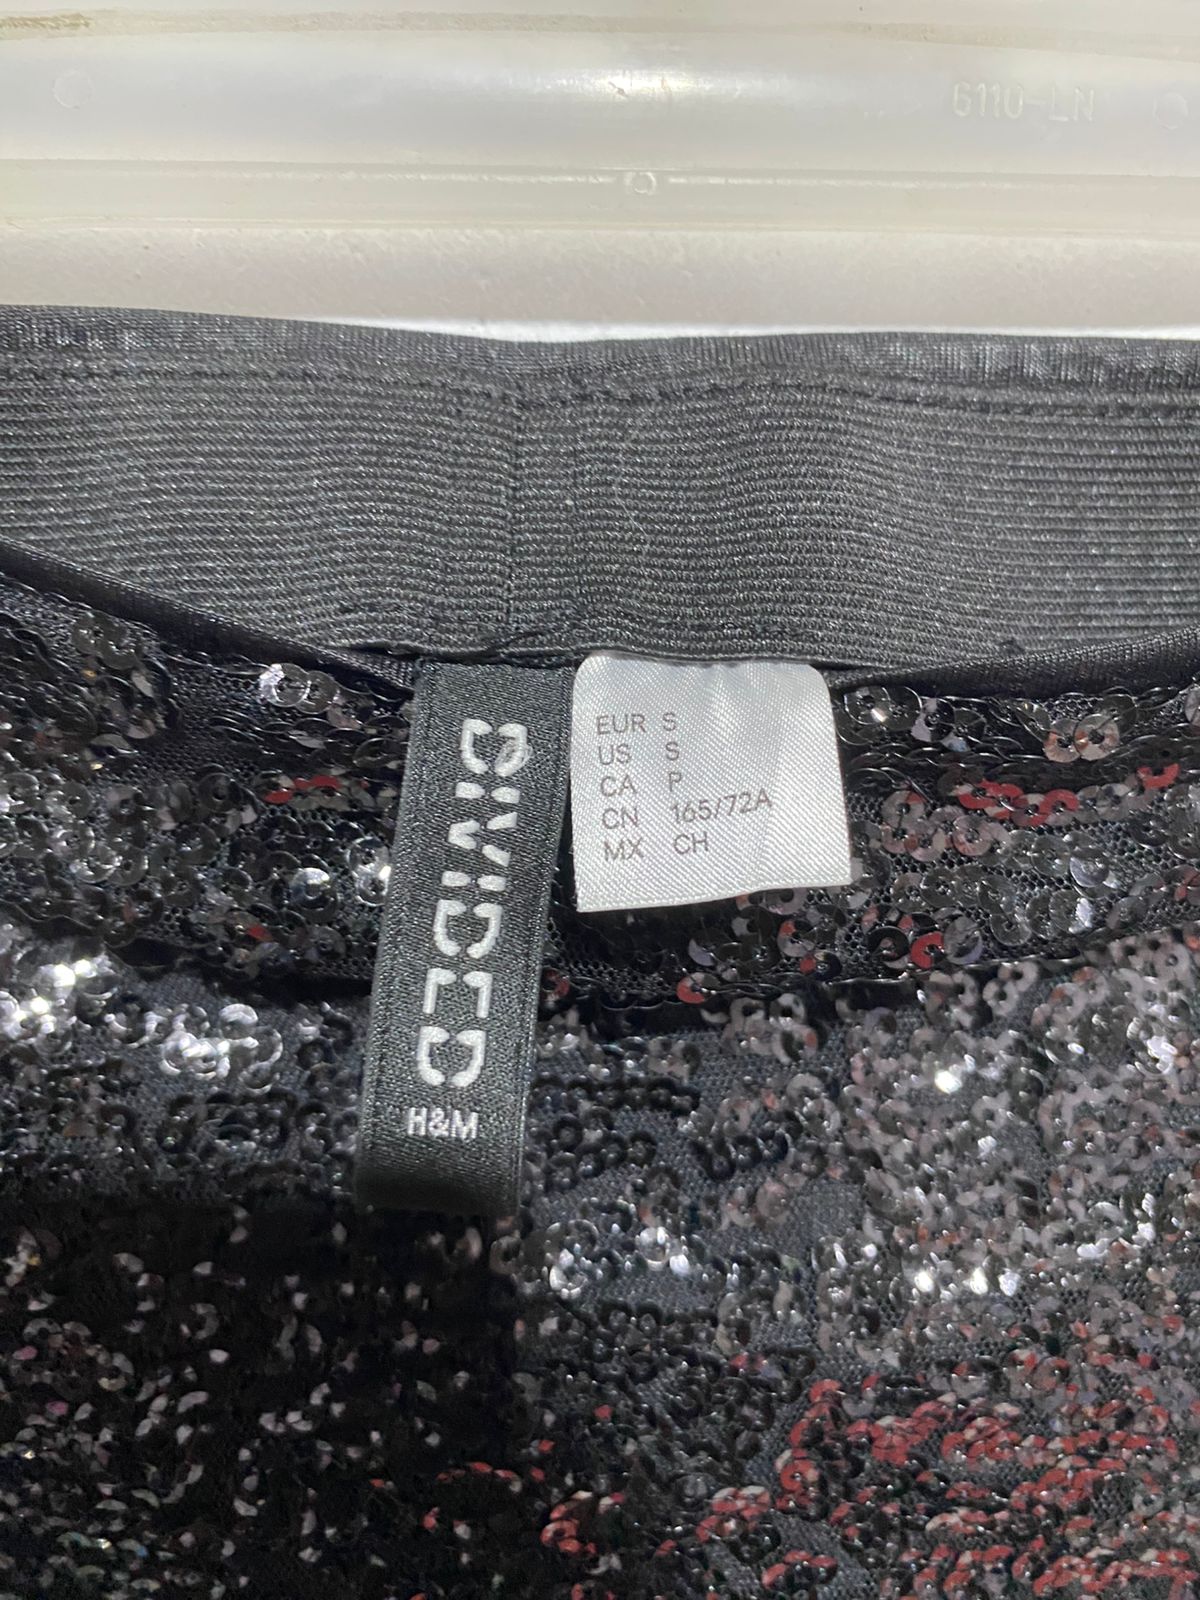 6110-LN
DIVIDED
H&M
EUR S
US S
CA P
CN 165/72A
MX CH